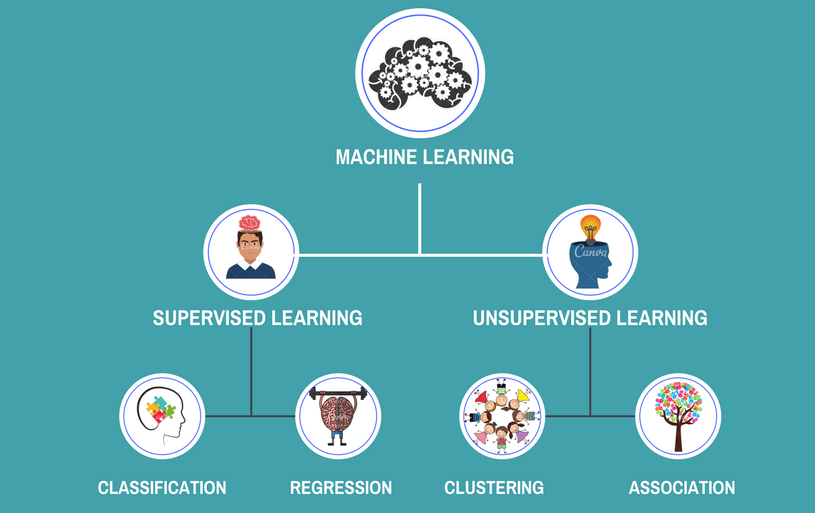 MACHINE LEARNING
Canva
SUPERVISED LEARNING
UNSUPERVISED LEARNING
CLASSIFICATION
REGRESSION
CLUSTERING
ASSOCIATION